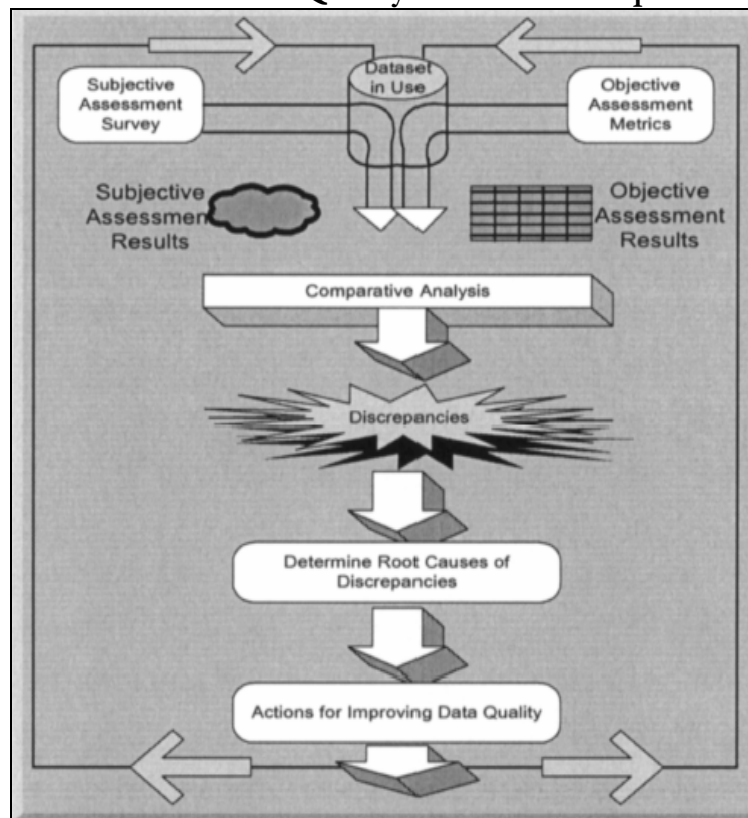 Subjective
Assessment
Survey
Dataset
in Use
Objective
Assessment
Metrics
Subjective
Assessment
Results
Objective
Assessment
Results
Comparative Analysis
Discrepancies
Determine Root Causes of
Discrepancies
Actions for Improving Data Quality